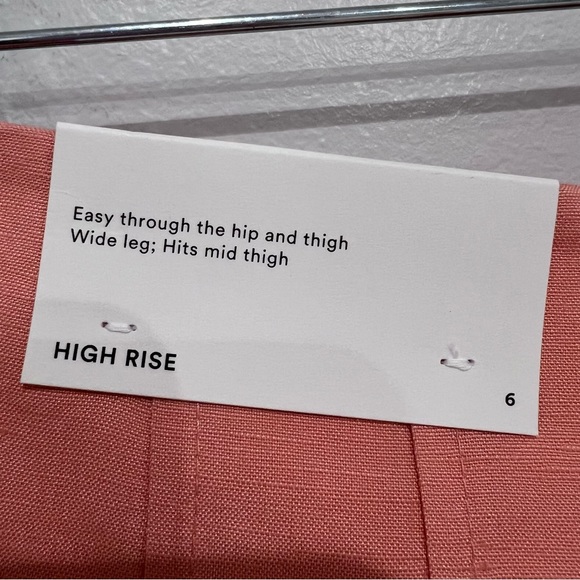 Easy through the hip and thigh
Wide leg; Hits mid thigh
HIGH RISE
6